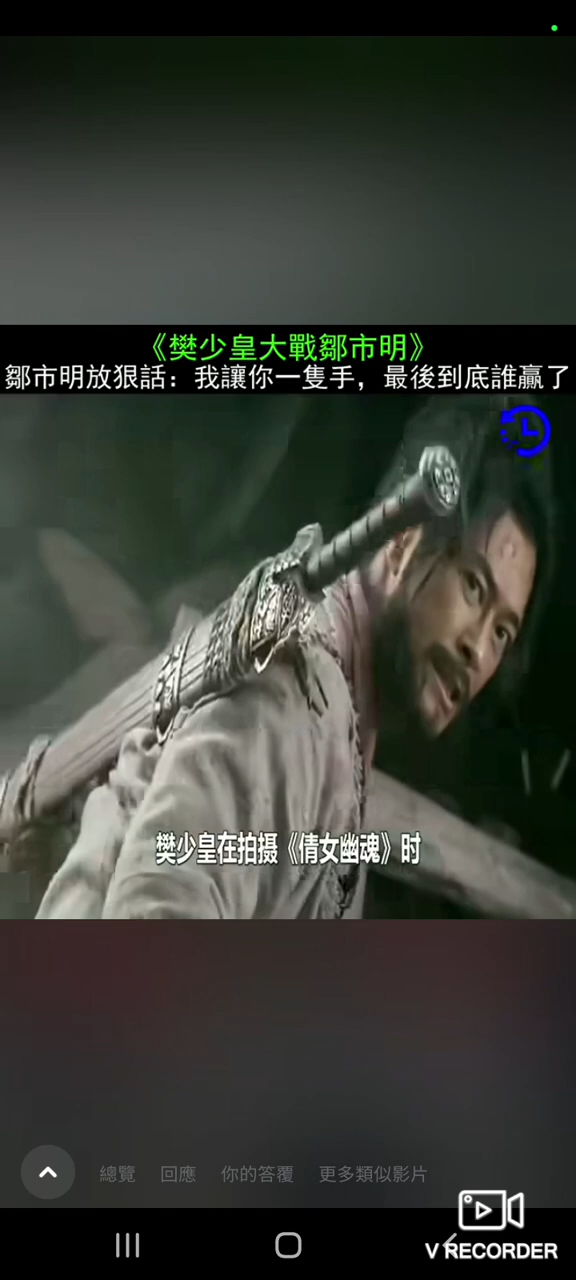 《樊少皇大戰鄒市明》
鄒市明放狠話：我讓你一隻手，最後到底誰贏了
樊少皇在拍摄《倩女幽魂》时
總覽 回應 你的答覆 更多類似影片
V RECORDER